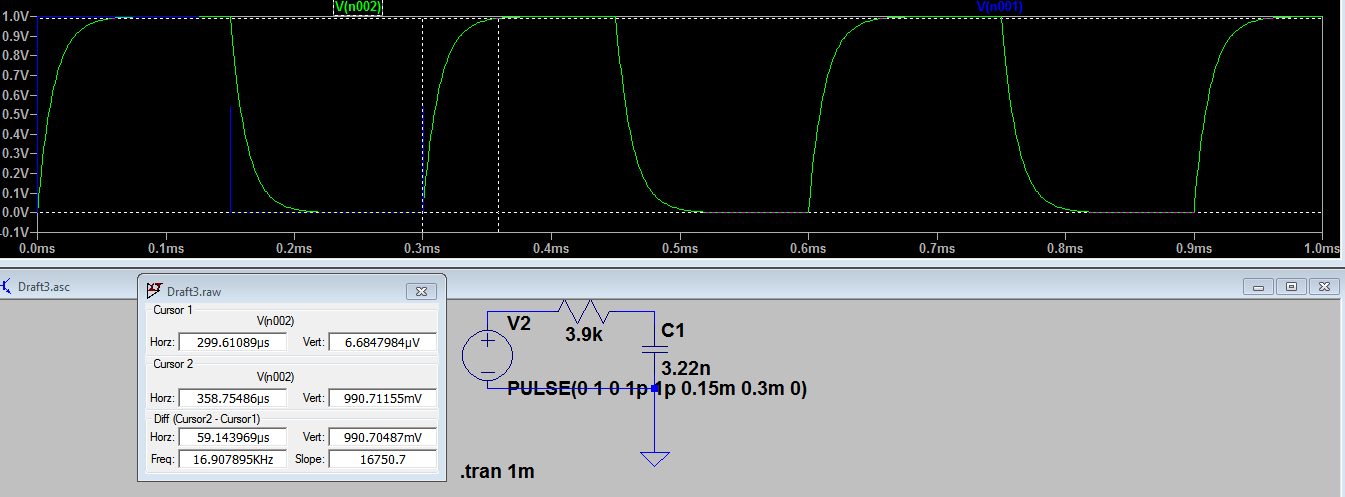 V(n002) V(n001)
1.0V
0.9V
0.8V
0.7V
0.6V
0.5V
0.4V
0.3V
0.2V
0.1V
0.0V
-0.1V
0.0ms 0.1ms 0.2ms 0.3ms 0.4ms 0.5ms 0.6ms 0.7ms 0.8ms 0.9ms 1.0ms
Draft3.asc
Draft3.raw
Cursor 1
V(n002)
Horz: 299.61089µs Vert: 6.6847984µV
Cursor 2
V(n002)
Horz: 358.75486µs Vert: 990.71155mV
Diff (Cursor2 - Cursor1)
Horz: 59.143969µs Vert: 990.70487mV
Freq: 16.907895KHz Slope: 16750.7
V2
3.9k
C1
3.22n
PULSE(0 1 0 1p 1p 0.15m 0.3m 0)
.tran 1m